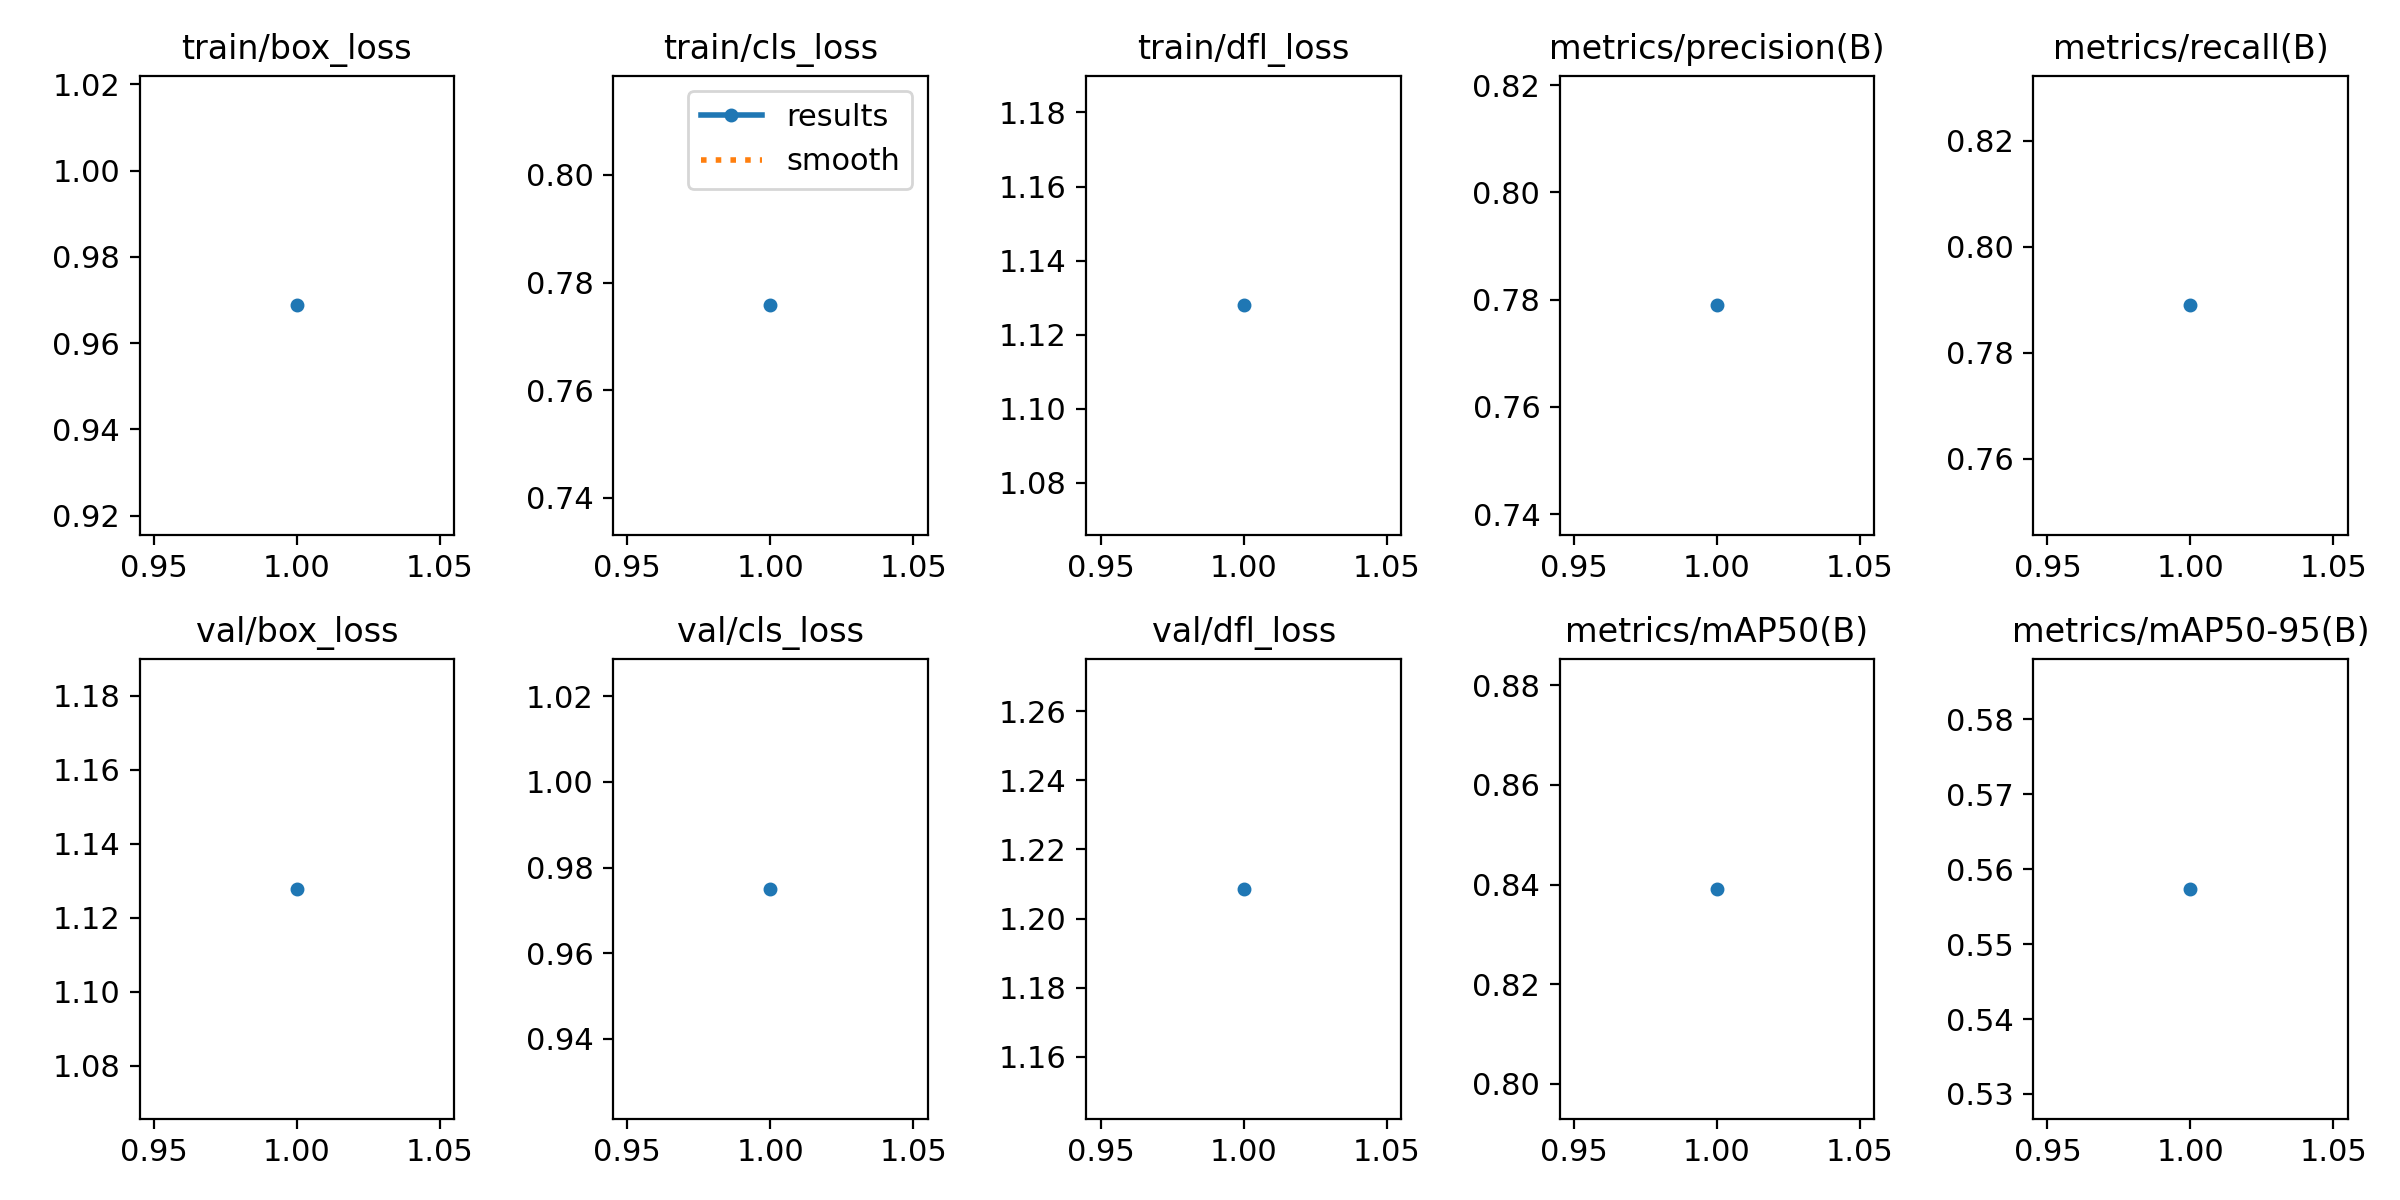 train/box_loss
1.02
1.00
0.98
0.96
0.94
0.92
0.95 1.00 1.05
train/cls_loss
results
smooth
0.80
0.78
0.76
0.74
0.95 1.00 1.05
train/dfl_loss
1.18
1.16
1.14
1.12
1.10
1.08
0.95 1.00 1.05
metrics/precision(B)
0.82
0.80
0.78
0.76
0.74
0.95 1.00 1.05
metrics/recall(B)
0.82
0.80
0.78
0.76
0.95 1.00 1.05
val/box_loss
1.18
1.16
1.14
1.12
1.10
1.08
0.95 1.00 1.05
val/cls_loss
1.02
1.00
0.98
0.96
0.94
0.95 1.00 1.05
val/dfl_loss
1.26
1.24
1.22
1.20
1.18
1.16
0.95 1.00 1.05
metrics/mAP50(B)
0.88
0.86
0.84
0.82
0.80
0.95 1.00 1.05
metrics/mAP50-95(B)
0.58
0.57
0.56
0.55
0.54
0.53
0.95 1.00 1.05